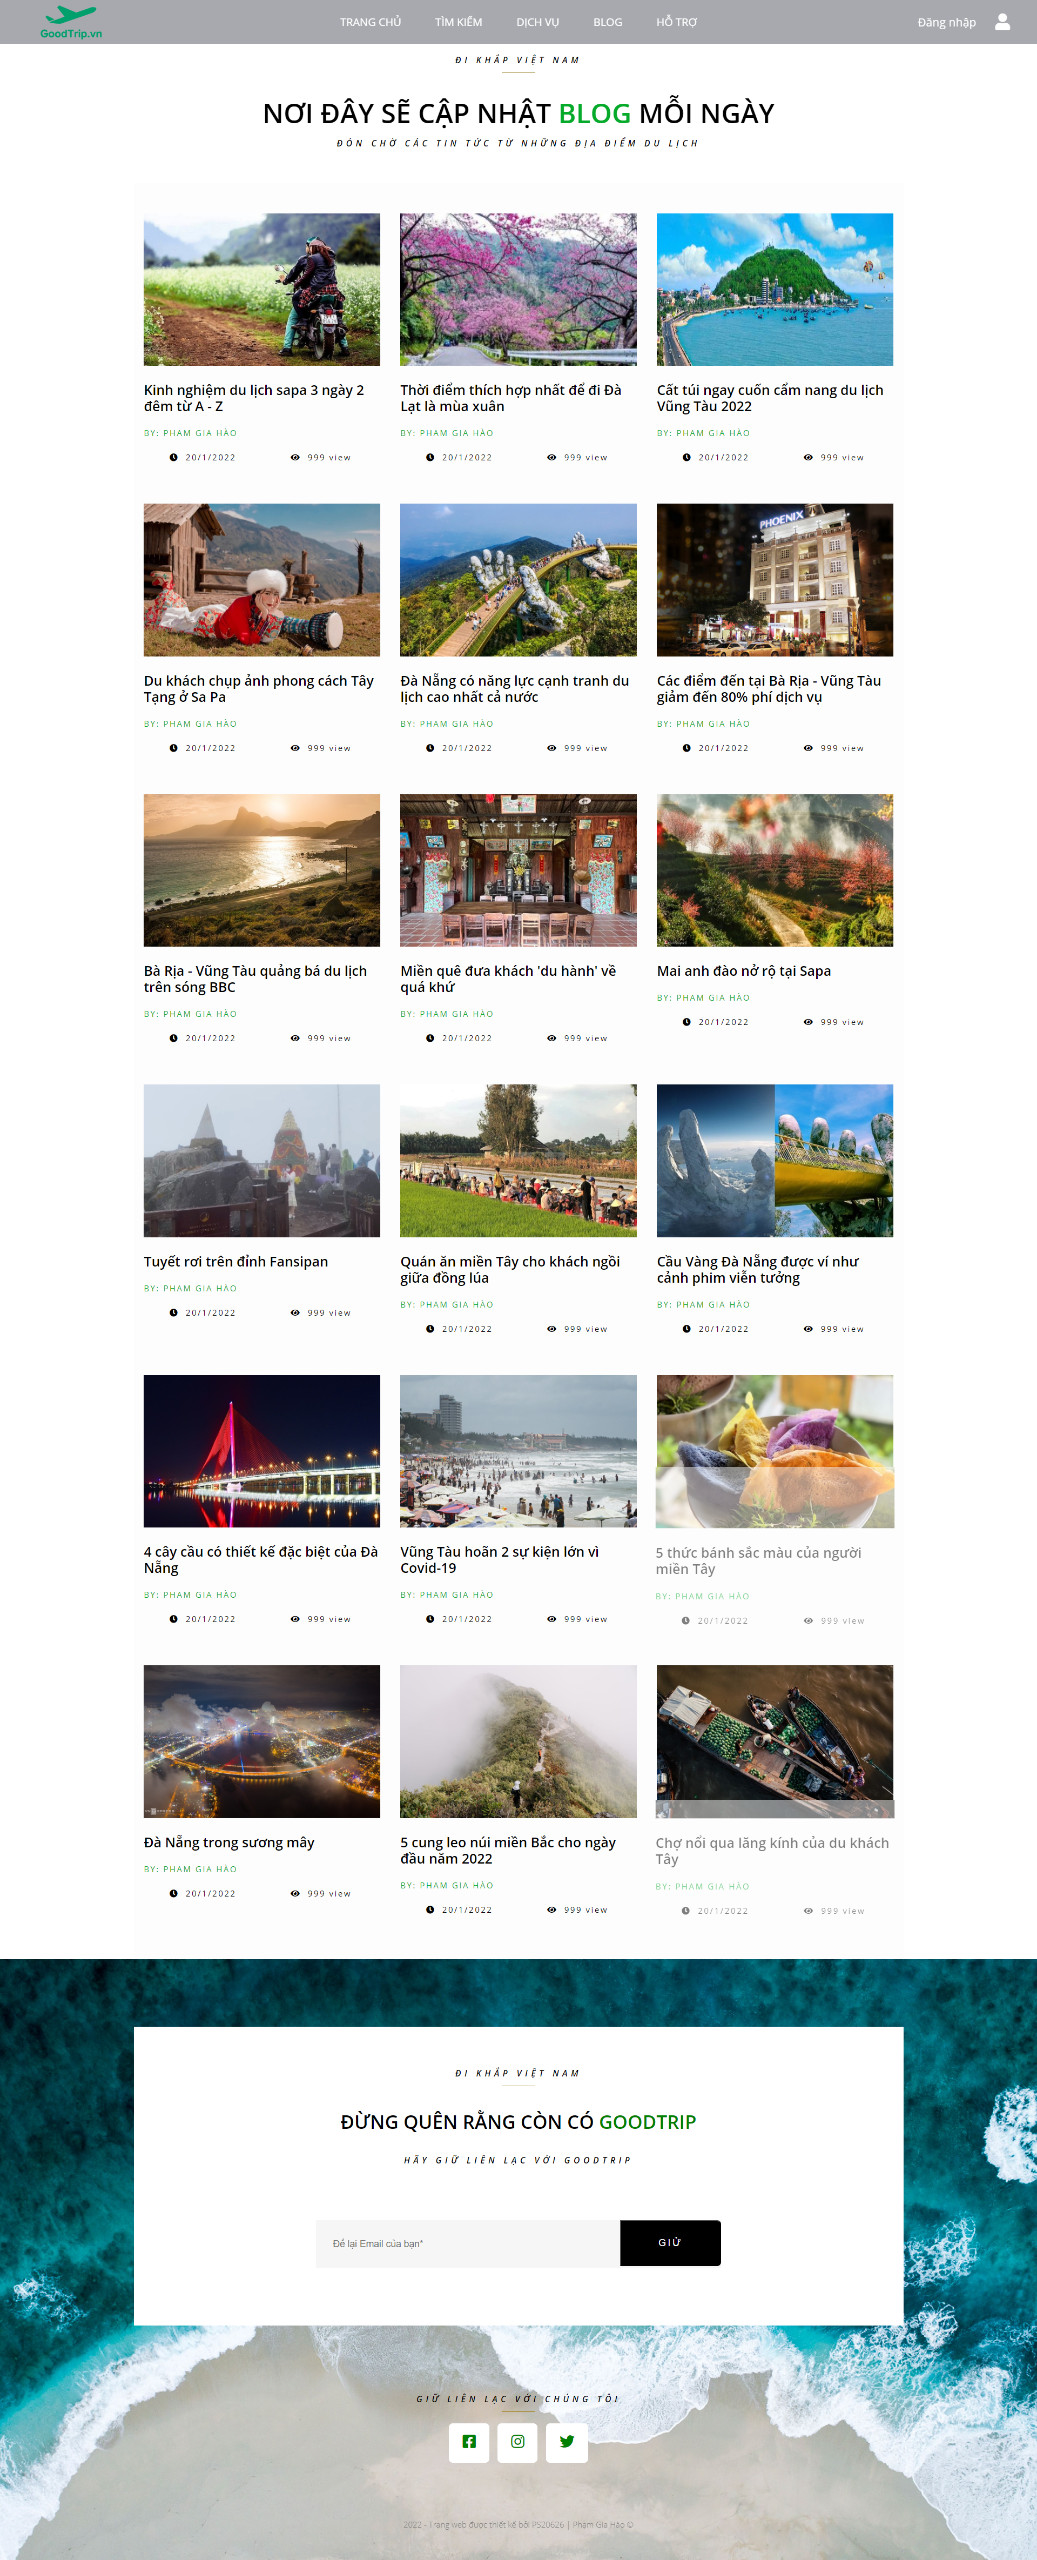 GoodTrip.vn
TRANG CHỦ
TÌM KIẾM
DỊCH VỤ
BLOG
HỖ TRỢ
Đăng nhập
ĐI KHẮP VIỆT NAM
NƠI ĐÂY SẼ CẬP NHẬT BLOG MỖI NGÀY
ĐÓN CHỜ CÁC TIN TỨC TỪ NHỮNG ĐỊA ĐIỂM DU LỊCH
Kinh nghiệm du lịch sapa 3 ngày 2
đêm từ A - Z
BY: PHAM GIA HÀO
20/1/2022
999 view
Thời điểm thích hợp nhất để đi Đà
Lạt là mùa xuân
BY: PHAM GIA HÀO
20/1/2022
999 view
Cất túi ngay cuốn cẩm nang du lịch
Vũng Tàu 2022
BY: PHAM GIA HÀO
20/1/2022
999 view
PHOENIX
Du khách chụp ảnh phong cách Tây
Tạng ở Sa Pa
BY: PHAM GIA HÀO
20/1/2022
999 view
Đà Nẵng có năng lực cạnh tranh du
lịch cao nhất cả nước
BY: PHAM GIA HÀO
20/1/2022
999 view
Các điểm đến tại Bà Rịa - Vũng Tàu
giảm đến 80% phí dịch vụ
BY: PHAM GIA HÀO
20/1/2022
999 view
Bà Rịa - Vũng Tàu quảng bá du lịch
trên sóng BBC
BY: PHAM GIA HÀO
20/1/2022
999 view
Miền quê đưa khách 'du hành' về
quá khứ
BY: PHAM GIA HÀO
20/1/2022
999 view
Mai anh đào nở rộ tại Sapa
BY: PHAM GIA HÀO
20/1/2022
999 view
Tuyết rơi trên đỉnh Fansipan
BY: PHAM GIA HÀO
20/1/2022
999 view
Quán ăn miền Tây cho khách ngồi
giữa đồng lúa
BY: PHAM GIA HÀO
20/1/2022
999 view
Cầu Vàng Đà Nẵng được ví như
cảnh phim viễn tưởng
BY: PHAM GIA HÀO
20/1/2022
999 view
4 cây cầu có thiết kế đặc biệt của Đà
Nẵng
BY: PHAM GIA HÀO
20/1/2022
999 view
Vũng Tàu hoãn 2 sự kiện lớn vì
Covid-19
BY: PHAM GIA HÀO
20/1/2022
999 view
5 thức bánh sắc màu của người
miền Tây
BY: PHAM GIA HÀO
20/1/2022
999 view
Đà Nẵng trong sương mây
BY: PHAM GIA HÀO
20/1/2022
999 view
5 cung leo núi miền Bắc cho ngày
đầu năm 2022
BY: PHAM GIA HÀO
20/1/2022
999 view
Chợ nổi qua lăng kính của du khách
Tây
BY: PHAM GIA HÀO
20/1/2022
999 view
ĐI KHẮP VIỆT NAM
ĐỪNG QUÊN RẰNG CÒN CÓ GOODTRIP
HÃY GIỮ LIÊN LẠC VỚI GOODTRIP
Để lại Email của bạn*
GIỬ
GIỮ LIÊN LẠC VỚI CHÚNG TÔI
2022 - Trang web được thiết kế bởi PS20626 | Phạm Gia Hào ©